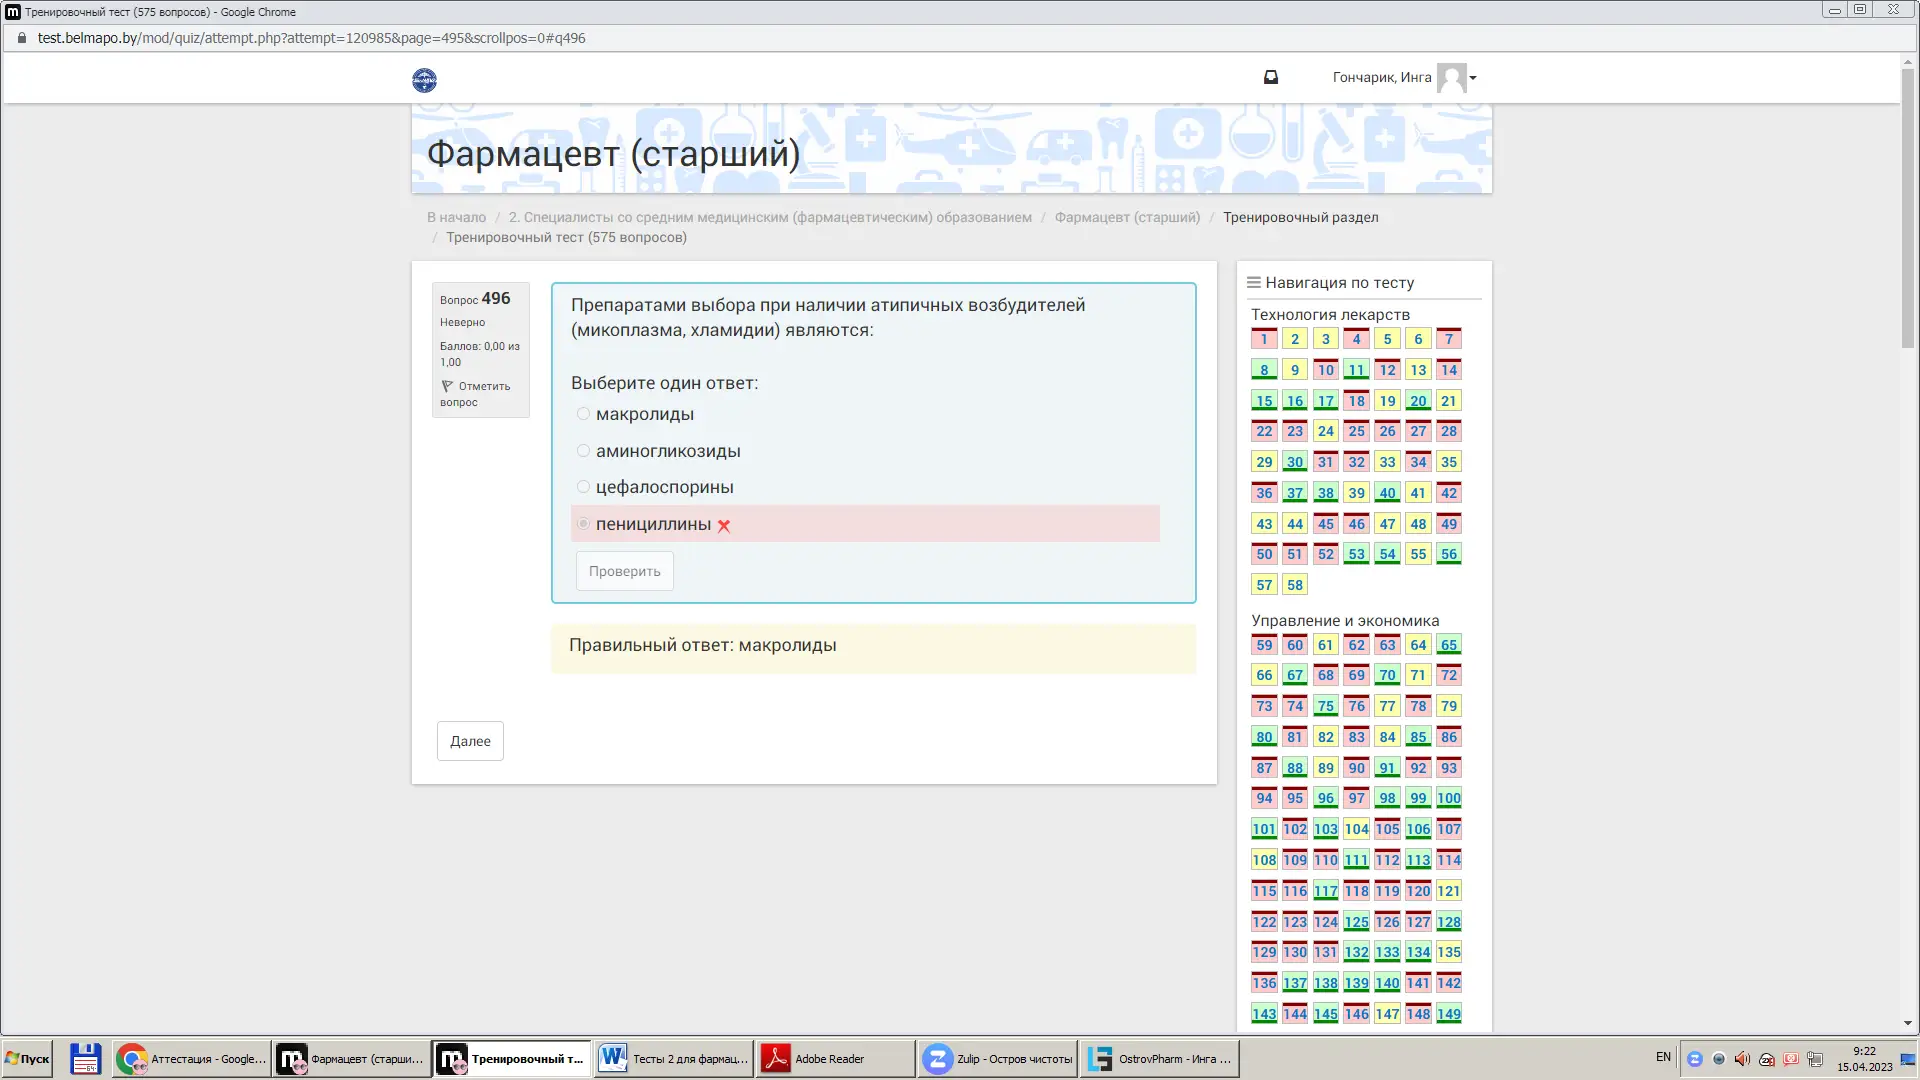 Тренировочный тест (575 вопросов) - Google Chrome
test.belmapo.by/mod/quiz/attempt.php?attempt=120985&page=495&scrollpos=0#q496
Гончарик, Инга
Фармацевт (старший)
В начало / 2. Специалисты со средним медицинским (фармацевтическим) образованием / Фармацевт (старший) / Тренировочный раздел
/ Тренировочный тест (575 вопросов)
Вопрос 496
Неверно
Баллов: 0,00 из
1,00
Отметить
вопрос
Препаратами выбора при наличии атипичных возбудителей
(микоплазма, хламидии) являются:
Выберите один ответ:
макролиды
аминогликозиды
цефалоспорины
пенициллины
Проверить
Правильный ответ: макролиды
Далее
Навигация по тесту
Технология лекарств
1 2 3 4 5 6 7
8 9 10 11 12 13 14
15 16 17 18 19 20 21
22 23 24 25 26 27 28
29 30 31 32 33 34 35
36 37 38 39 40 41 42
43 44 45 46 47 48 49
50 51 52 53 54 55 56
57 58
Управление и экономика
59 60 61 62 63 64 65
66 67 68 69 70 71 72
73 74 75 76 77 78 79
80 81 82 83 84 85 86
87 88 89 90 91 92 93
94 95 96 97 98 99 100
101 102 103 104 105 106 107
108 109 110 111 112 113 114
115 116 117 118 119 120 121
122 123 124 125 126 127 128
129 130 131 132 133 134 135
136 137 138 139 140 141 142
143 144 145 146 147 148 149
Пуск
Аттестация - Google...
Фармацевт (старши...
Тренировочный т...
Тесты 2 для фармац...
Adobe Reader
Zulip - Остров чистоты
OstrovPharm - Инга ...
EN
9:22
15.04.2023